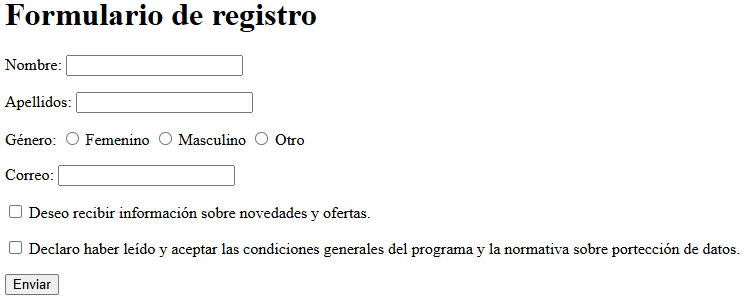 Formulario de registro
Nombre:
Apellidos:
Género: Femenino Masculino Otro
Correo:
Deseo recibir información sobre novedades y ofertas.
Declaro haber leído y aceptar las condiciones generales del programa y la normativa sobre portección de datos.
Enviar